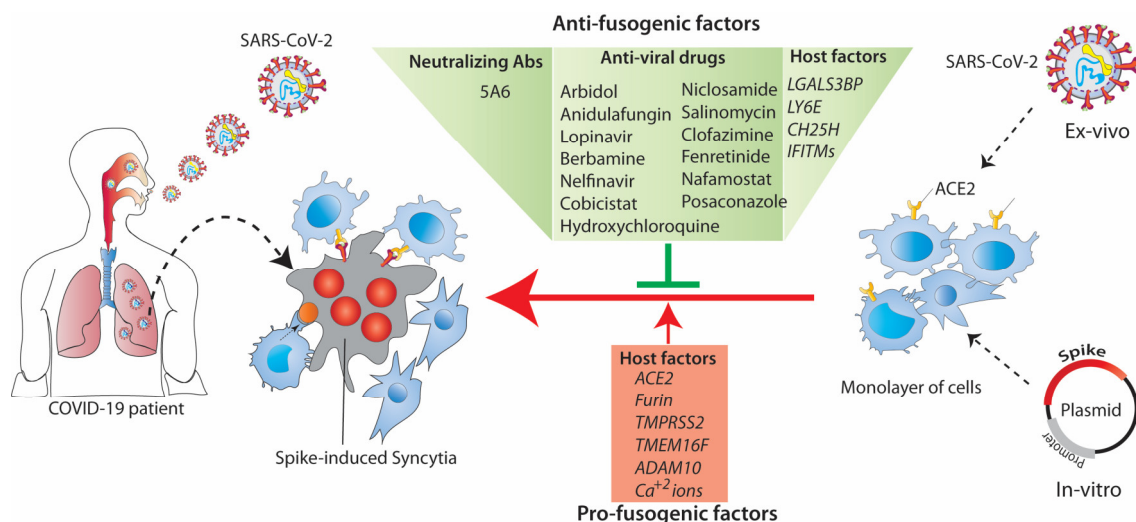 Anti-fusogenic factors
SARS-CoV-2
Neutralizing Abs
5A6
Anti-viral drugs
Arbidol
Anidulafungin
Lopinavir
Berbamine
Nelfinavir
Cobicistat
Hydroxychloroquine
Niclosamide
Salinomycin
Clofazimine
Fenretinide
Nafamostat
Posaconazole
Host factors
LGALS3BP
LY6E
CH25H
IFITMs
SARS-CoV-2
Ex-vivo
ACE2
COVID-19 patient
Spike-induced Syncytia
Host factors
ACE2
Furin
TMPRSS2
TMEM16F
ADAM10
Ca+2 ions
Pro-fusogenic factors
Monolayer of cells
Spike
Plasmid
Promoter
In-vitro